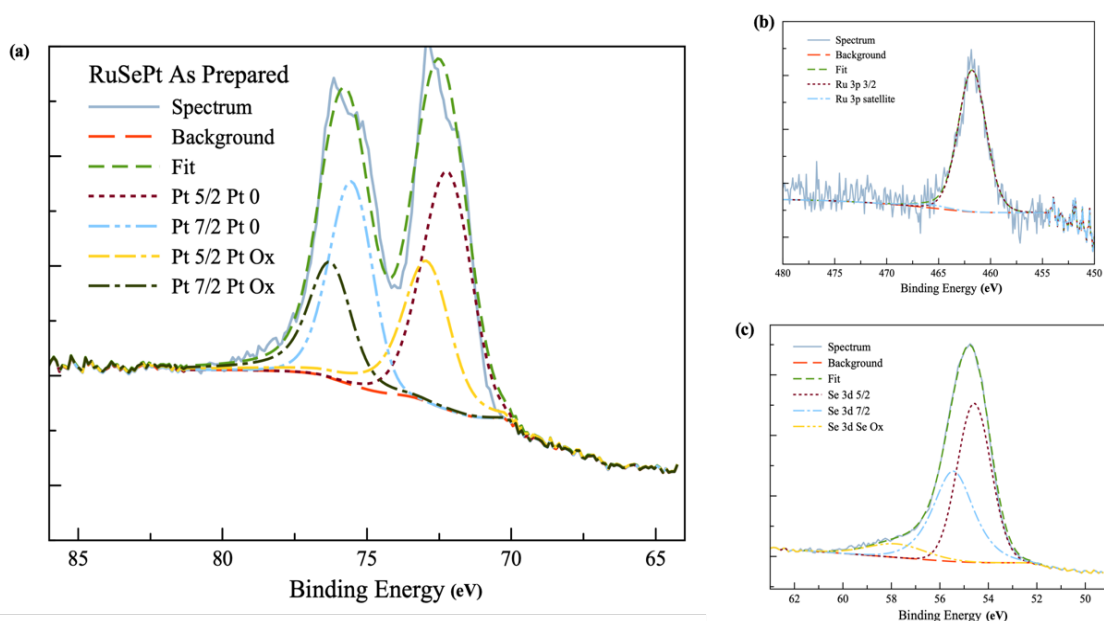 (a)
RuSePt As Prepared
Spectrum
Background
Fit
Pt 5/2 Pt 0
Pt 7/2 Pt 0
Pt 5/2 Pt Ox
Pt 7/2 Pt Ox
85 80 75 70 65
Binding Energy (eV)
(b)
Spectrum
Background
Fit
Ru 3p 3/2
Ru 3p satellite
480 475 470 465 460 455 450
Binding Energy (eV)
(c)
Spectrum
Background
Fit
Se 3d 5/2
Se 3d 7/2
Se 3d Se Ox
62 60 58 56 54 52 50
Binding Energy (eV)